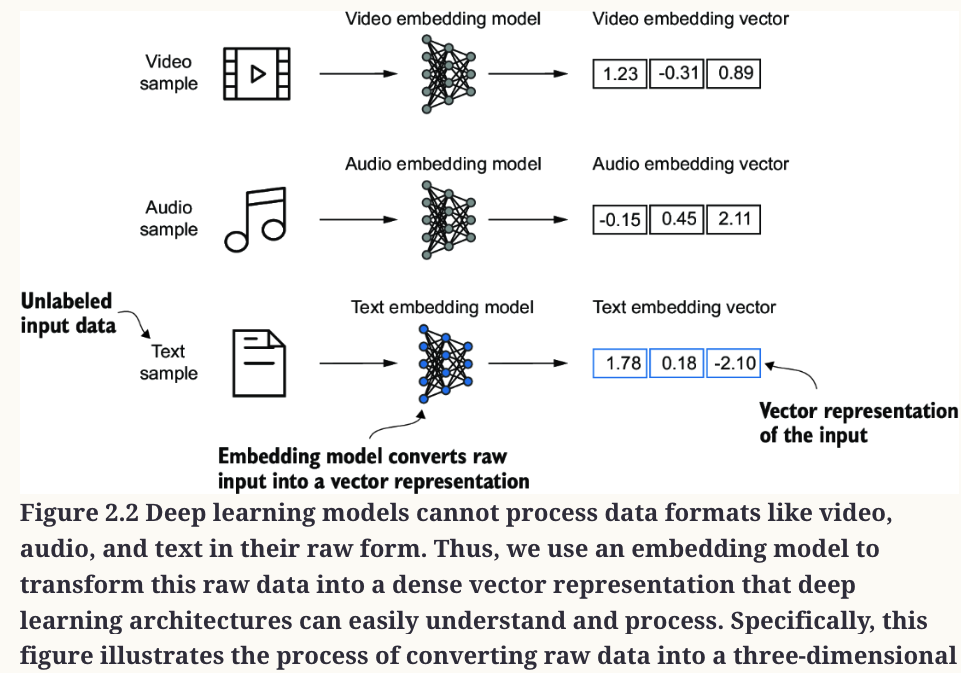 Video embedding model
Video embedding vector
Video
sample
1.23 -0.31 0.89
Audio embedding model
Audio embedding vector
Audio
sample
-0.15 0.45 2.11
Unlabeled
input data
Text embedding model
Text embedding vector
Text
sample
1.78 0.18 -2.10
Vector representation
of the input
Embedding model converts raw
input into a vector representation
Figure 2.2 Deep learning models cannot process data formats like video,
audio, and text in their raw form. Thus, we use an embedding model to
transform this raw data into a dense vector representation that deep
learning architectures can easily understand and process. Specifically, this
figure illustrates the process of converting raw data into a three-dimensional